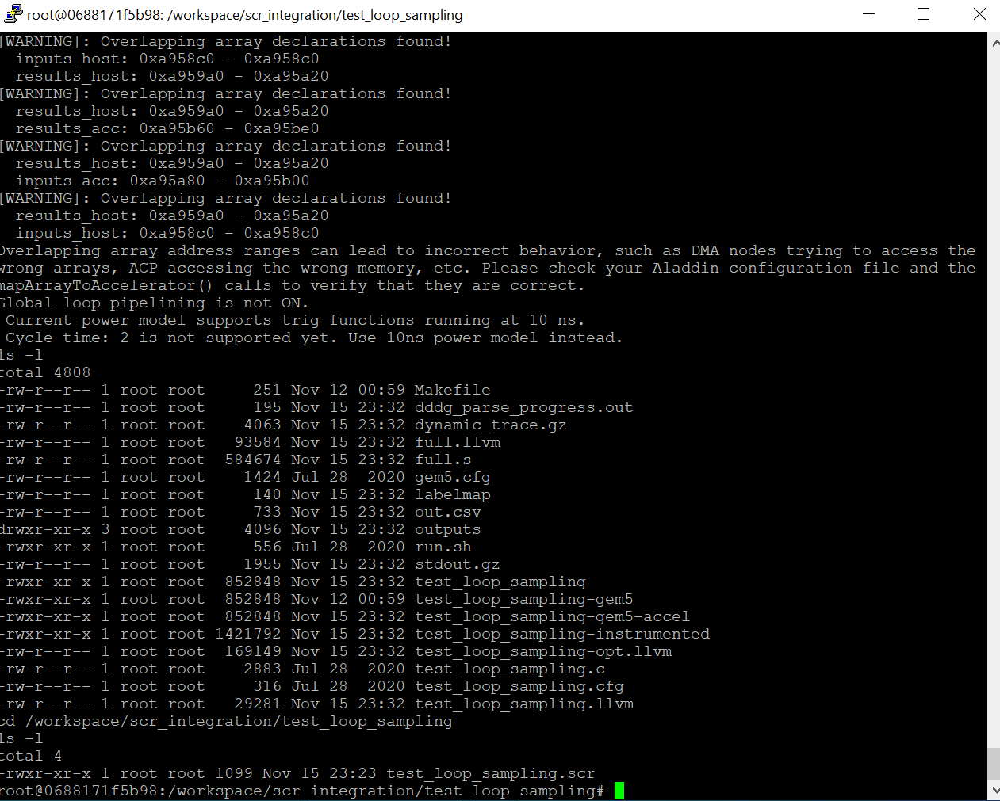 root@0688171f5b98: /workspace/scr_integration/test_loop_sampling
[WARNING]: Overlapping array declarations found!
  inputs_host: 0xa958c0 - 0xa958c0
  results_host: 0xa959a0 - 0xa95a20
[WARNING]: Overlapping array declarations found!
  results_host: 0xa959a0 - 0xa95a20
  results_acc: 0xa95b60 - 0xa95be0
[WARNING]: Overlapping array declarations found!
  results_host: 0xa959a0 - 0xa95a20
  inputs_acc: 0xa95a80 - 0xa95b00
[WARNING]: Overlapping array declarations found!
  results_host: 0xa959a0 - 0xa95a20
  inputs_host: 0xa958c0 - 0xa958c0
Overlapping array address ranges can lead to incorrect behavior, such as DMA nodes trying to access the
wrong arrays, ACP accessing the wrong memory, etc. Please check your Aladdin configuration file and the
mapArrayToAccelerator() calls to verify that they are correct.
Global loop pipelining is not ON.
 Current power model supports trig functions running at 10 ns.
 Cycle time: 2 is not supported yet. Use 10ns power model instead.
ls -l
total 4808
-rw-r--r-- 1 root root     251 Nov 12 00:59 Makefile
-rw-r--r-- 1 root root     195 Nov 15 23:32 dddg_parse_progress.out
-rw-r--r-- 1 root root    4063 Nov 15 23:32 dynamic_trace.gz
-rw-r--r-- 1 root root   93584 Nov 15 23:32 full.llvm
-rw-r--r-- 1 root root  584674 Nov 15 23:32 full.s
-rw-r--r-- 1 root root    1424 Jul 28  2020 gem5.cfg
-rw-r--r-- 1 root root     140 Nov 15 23:32 labelmap
-rw-r--r-- 1 root root     733 Nov 15 23:32 out.csv
drwxr-xr-x 3 root root    4096 Nov 15 23:32 outputs
-rwxr-xr-x 1 root root     556 Jul 28  2020 run.sh
-rw-r--r-- 1 root root    1955 Nov 15 23:32 stdout.gz
-rwxr-xr-x 1 root root  852848 Nov 15 23:32 test_loop_sampling
-rwxr-xr-x 1 root root  852848 Nov 12 00:59 test_loop_sampling-gem5
-rwxr-xr-x 1 root root  852848 Nov 15 23:32 test_loop_sampling-gem5-accel
-rwxr-xr-x 1 root root 1421792 Nov 15 23:32 test_loop_sampling-instrumented
-rw-r--r-- 1 root root  169149 Nov 15 23:32 test_loop_sampling-opt.llvm
-rw-r--r-- 1 root root    2883 Jul 28  2020 test_loop_sampling.c
-rw-r--r-- 1 root root     316 Jul 28  2020 test_loop_sampling.cfg
-rw-r--r-- 1 root root   29281 Nov 15 23:32 test_loop_sampling.llvm
cd /workspace/scr_integration/test_loop_sampling
ls -l
total 4
-rwxr-xr-x 1 root root 1099 Nov 15 23:23 test_loop_sampling.scr
root@0688171f5b98:/workspace/scr_integration/test_loop_sampling#